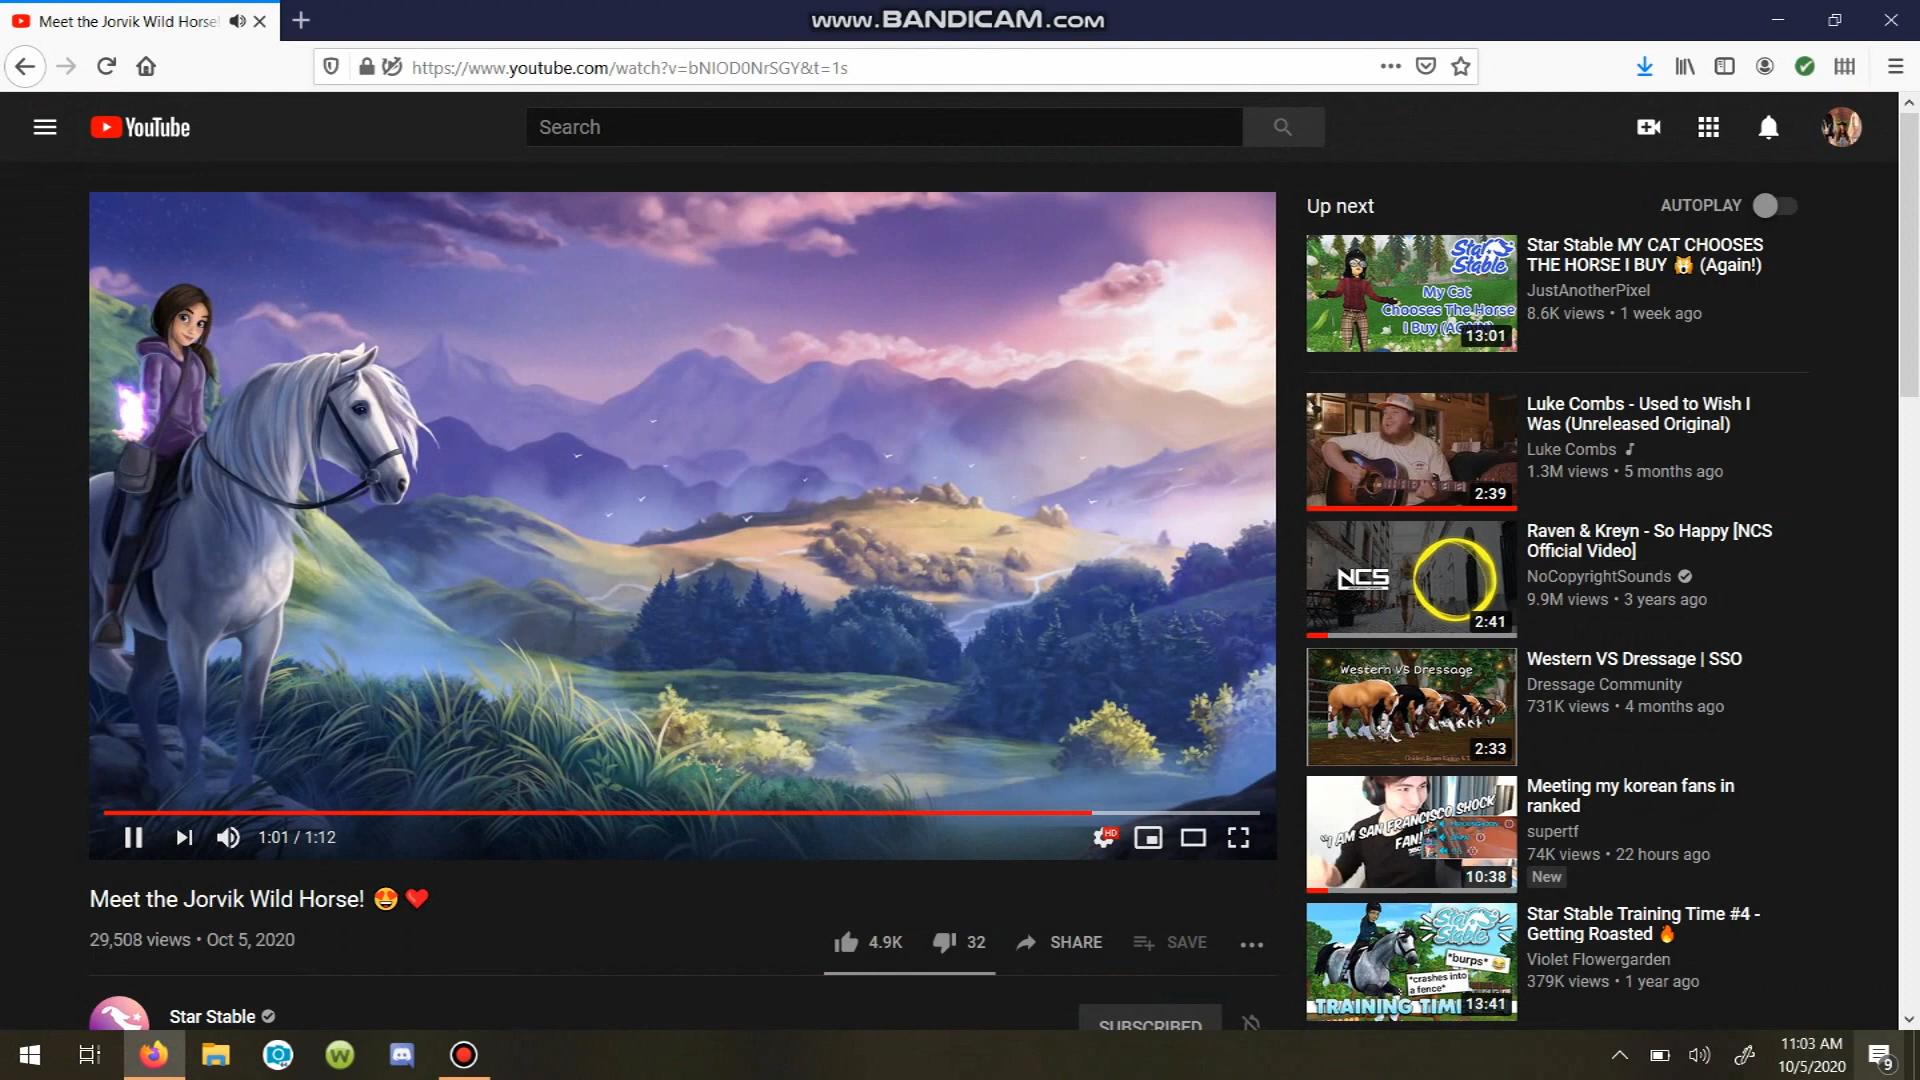 Meet the Jorvik Wild Horse!
www.BANDICAM.com
https://www.youtube.com/watch?v=bNIOD0NrSGY&t=1s
YouTube
Search
Up next
AUTOPLAY
Star Stable
My Cat
Chooses The Horse
I Buy (AGAIN!)
13:01
Star Stable MY CAT CHOOSES
THE HORSE I BUY 🙀 (Again!)
JustAnotherPixel
8.6K views • 1 week ago
2:39
Luke Combs - Used to Wish I
Was (Unreleased Original)
Luke Combs ♪
1.3M views • 5 months ago
NCS
2:41
Raven & Kreyn - So Happy [NCS
Official Video]
NoCopyrightSounds
9.9M views • 3 years ago
Western VS Dressage
2:33
Western VS Dressage | SSO
Dressage Community
731K views • 4 months ago
"I AM SAN FRANCISCO SHOCK
FAN!"
10:38
Meeting my korean fans in
ranked
supertf
74K views • 22 hours ago
New
Star Stable
*burps* 😂
*crashes into
a fence*
TRAINING TIM
13:41
Star Stable Training Time #4 -
Getting Roasted 🔥
Violet Flowergarden
379K views • 1 year ago
1:01 / 1:12
HD
Meet the Jorvik Wild Horse! 😍❤
29,508 views • Oct 5, 2020
4.9K
32
SHARE
SAVE
Star Stable
SUBSCRIBED
11:03 AM
10/5/2020
9